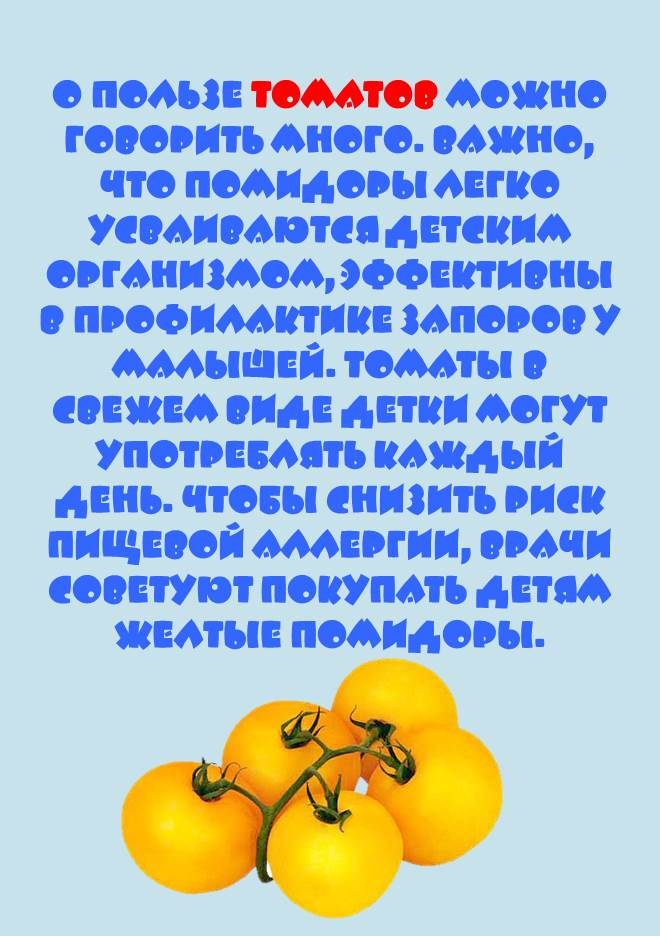 О ПОЛЬЗЕ ТОМАТОВ МОЖНО
ГОВОРИТЬ МНОГО. ВАЖНО,
ЧТО ПОМИДОРЫ ЛЕГКО
УСВАИВАЮТСЯ ДЕТСКИМ
ОРГАНИЗМОМ, ЭФФЕКТИВНЫ
В ПРОФИЛАКТИКЕ ЗАПОРОВ У
МАЛЫШЕЙ. ТОМАТЫ В
СВЕЖЕМ ВИДЕ ДЕТКИ МОГУТ
УПОТРЕБЛЯТЬ КАЖДЫЙ
ДЕНЬ. ЧТОБЫ СНИЗИТЬ РИСК
ПИЩЕВОЙ АЛЛЕРГИИ, ВРАЧИ
СОВЕТУЮТ ПОКУПАТЬ ДЕТЯМ
ЖЕЛТЫЕ ПОМИДОРЫ.